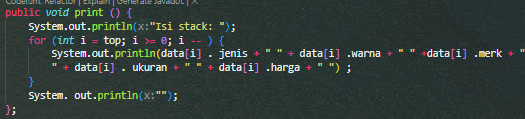 Codeium: Refactor | Explain | Generate Javadoc | X
public void print () {
System.out.println(x:"Isi stack: ");
for (int i = top; i >= 0; i -- ) {
System.out.println(data[i] . jenis + " " + data[i] .warna + " " +data[i] .merk + "
" + data[i] . ukuran + " " + data[i] .harga + " ") ;
}
System. out.println(x:"");
};